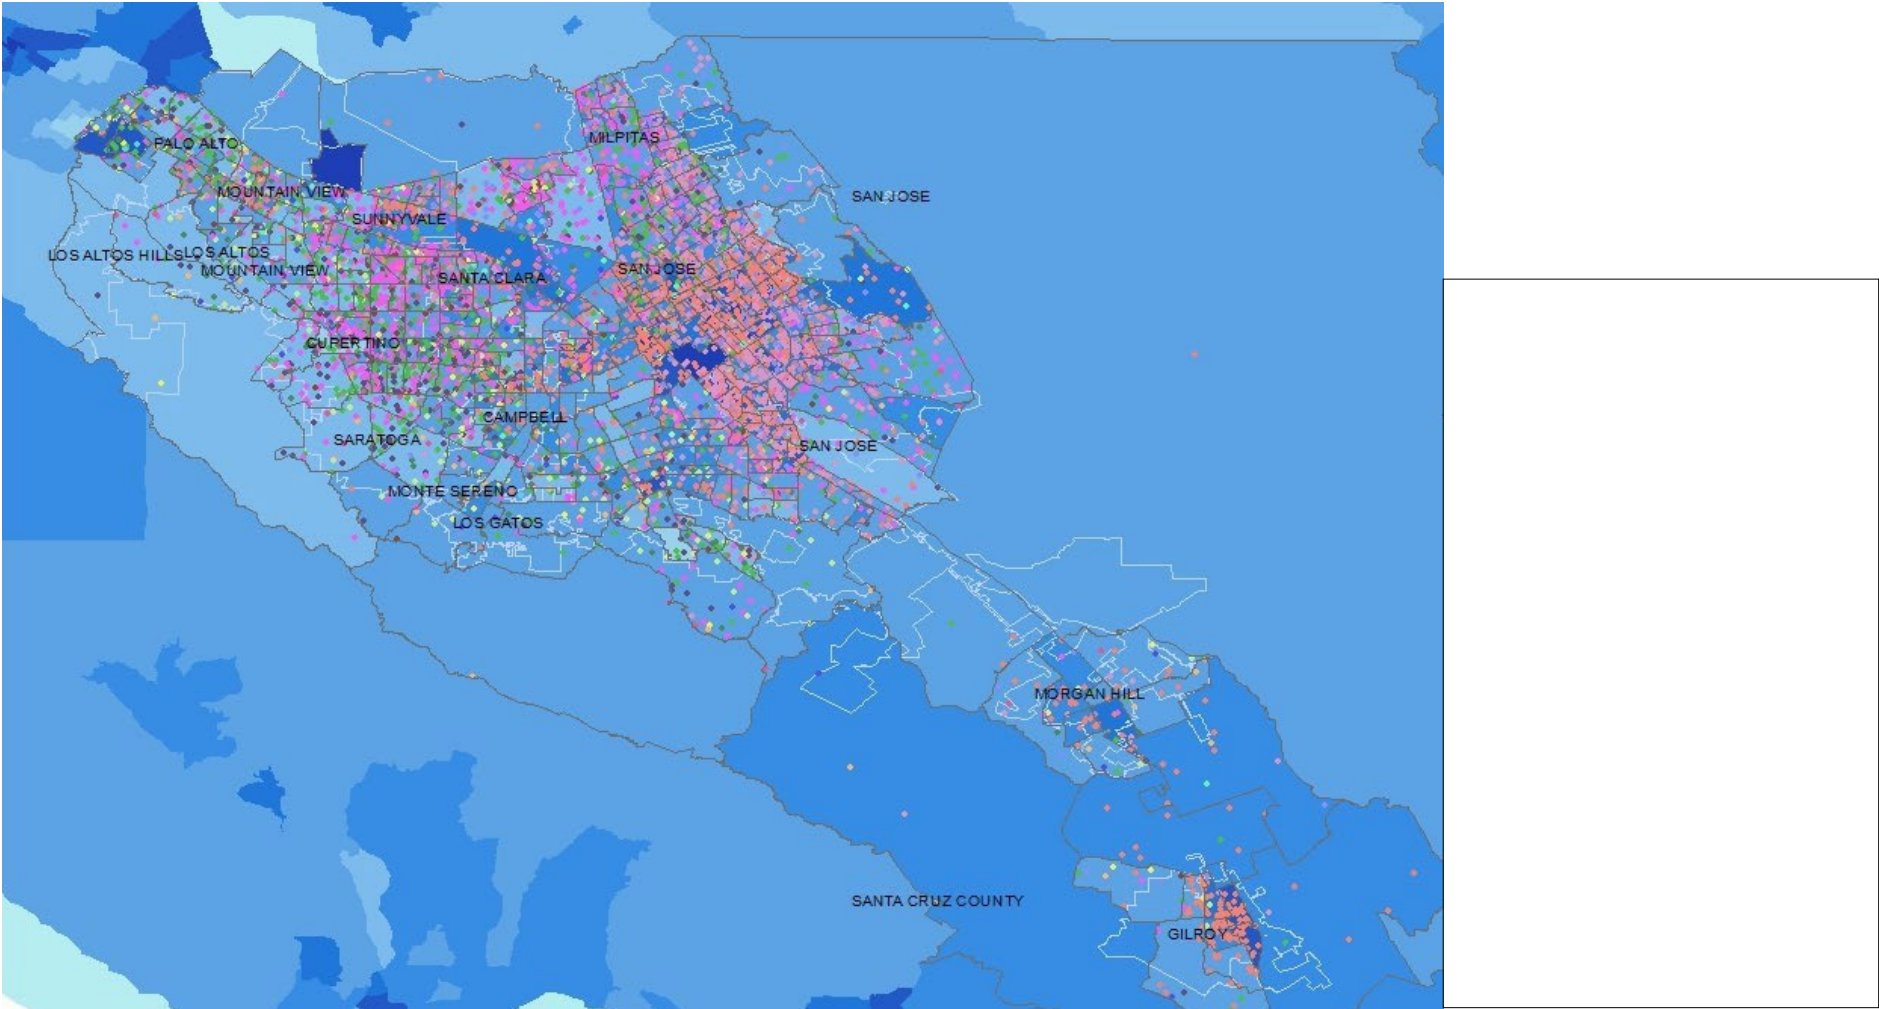 MILPITAS
PALO ALTO
MOUNTAIN VIEW
SAN JOSE
SUNNYVALE
LOS ALTOS HILLS
LOS ALTOS
MOUNTAIN VIEW
SANTA CLARA
SAN JOSE
CUPERTINO
CAMPBELL
SARATOGA
SAN JOSE
MONTE SERENO
LOS GATOS
MORGAN HILL
SANTA CRUZ COUNTY
GILROY